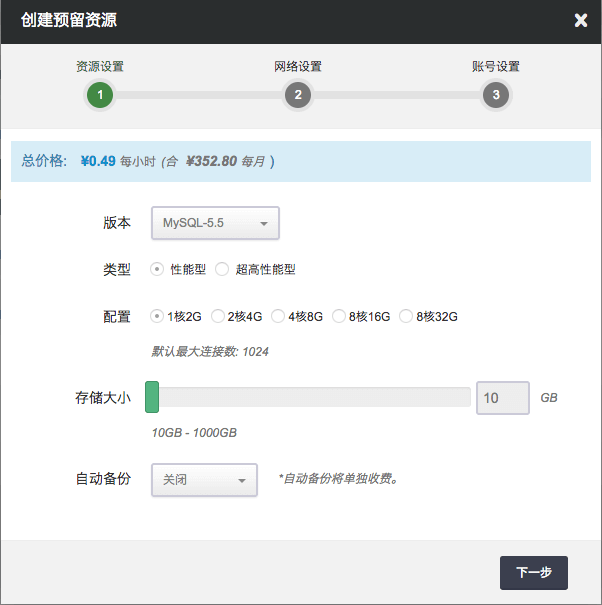 创建预留资源
资源设置 网络设置 账号设置
1 2 3
总价格: ¥0.49 每小时 (合 ¥352.80 每月 )
版本 MySQL-5.5
类型 性能型 超高性能型
配置 1核2G 2核4G 4核8G 8核16G 8核32G
默认最大连接数: 1024
存储大小 10 GB
10GB - 1000GB
自动备份 关闭 *自动备份将单独收费。
下一步